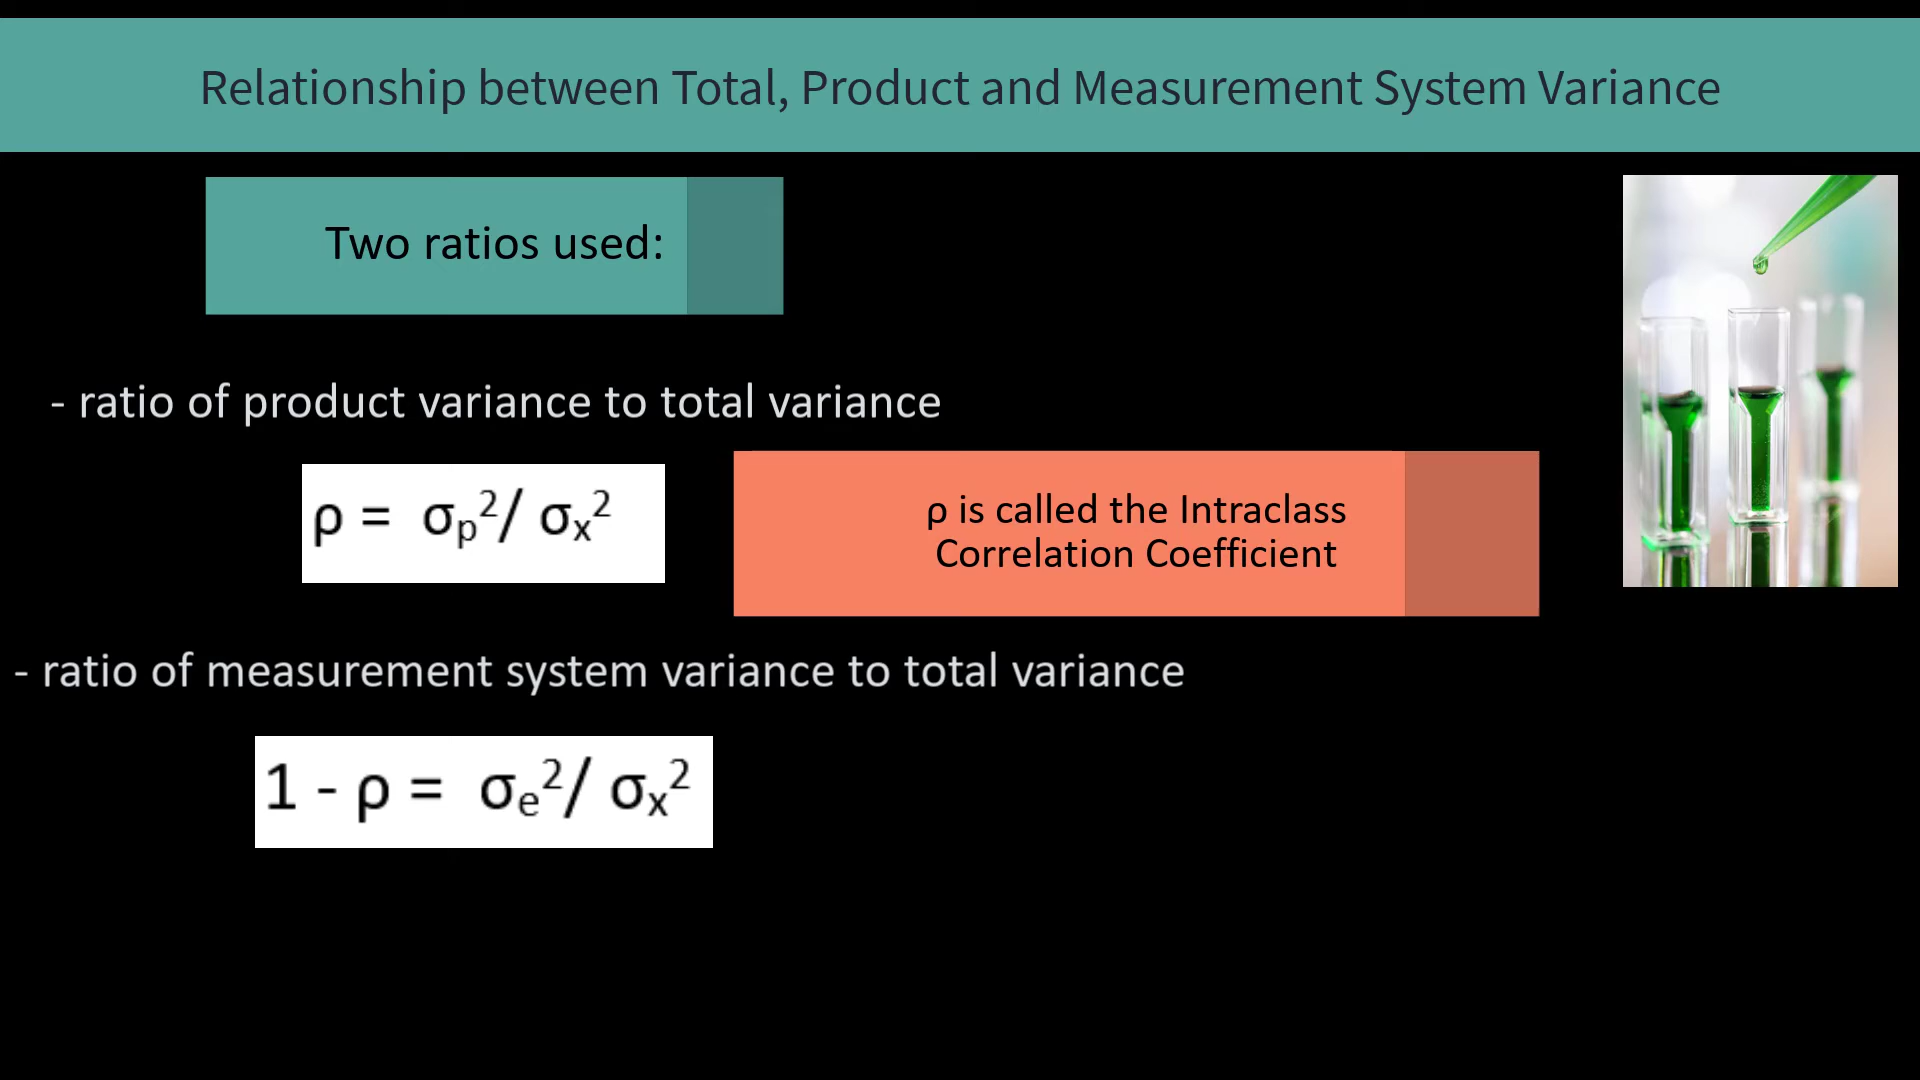 Relationship between Total, Product and Measurement System Variance
Two ratios used:
- ratio of product variance to total variance
ρ = σₚ²/ σₓ²
ρ is called the Intraclass
Correlation Coefficient
- ratio of measurement system variance to total variance
1 - ρ = σₑ²/ σₓ²